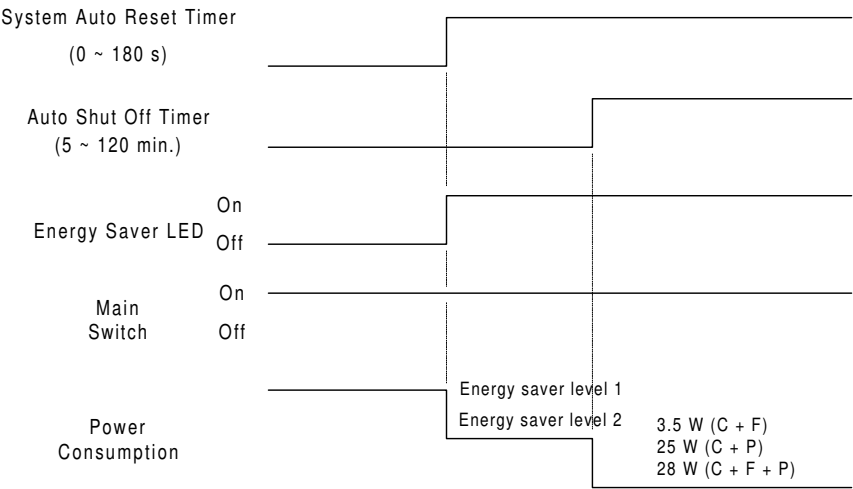 System Auto Reset Timer
(0 ~ 180 s)
Auto Shut Off Timer
(5 ~ 120 min.)
On
Energy Saver LED
Off
On
Main
Switch
Off
Energy saver level 1
Energy saver level 2
Power
Consumption
3.5 W (C + F)
25 W (C + P)
28 W (C + F + P)